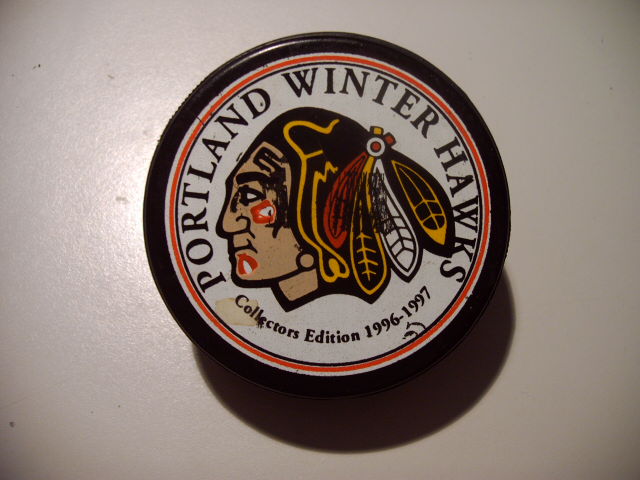 PORTLAND WINTER HAWKS
Collectors Edition 1996-1997